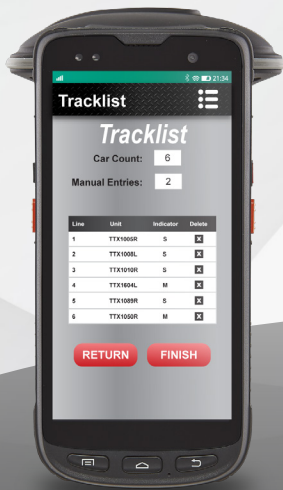 21:34
Tracklist
Tracklist
Car Count: 6
Manual Entries: 2
Line Unit Indicator Delete
1 TTX1005R S X
2 TTX1008L S X
3 TTX1010R S X
4 TTX1604L M X
5 TTX1089R S X
6 TTX1050R M X
RETURN FINISH